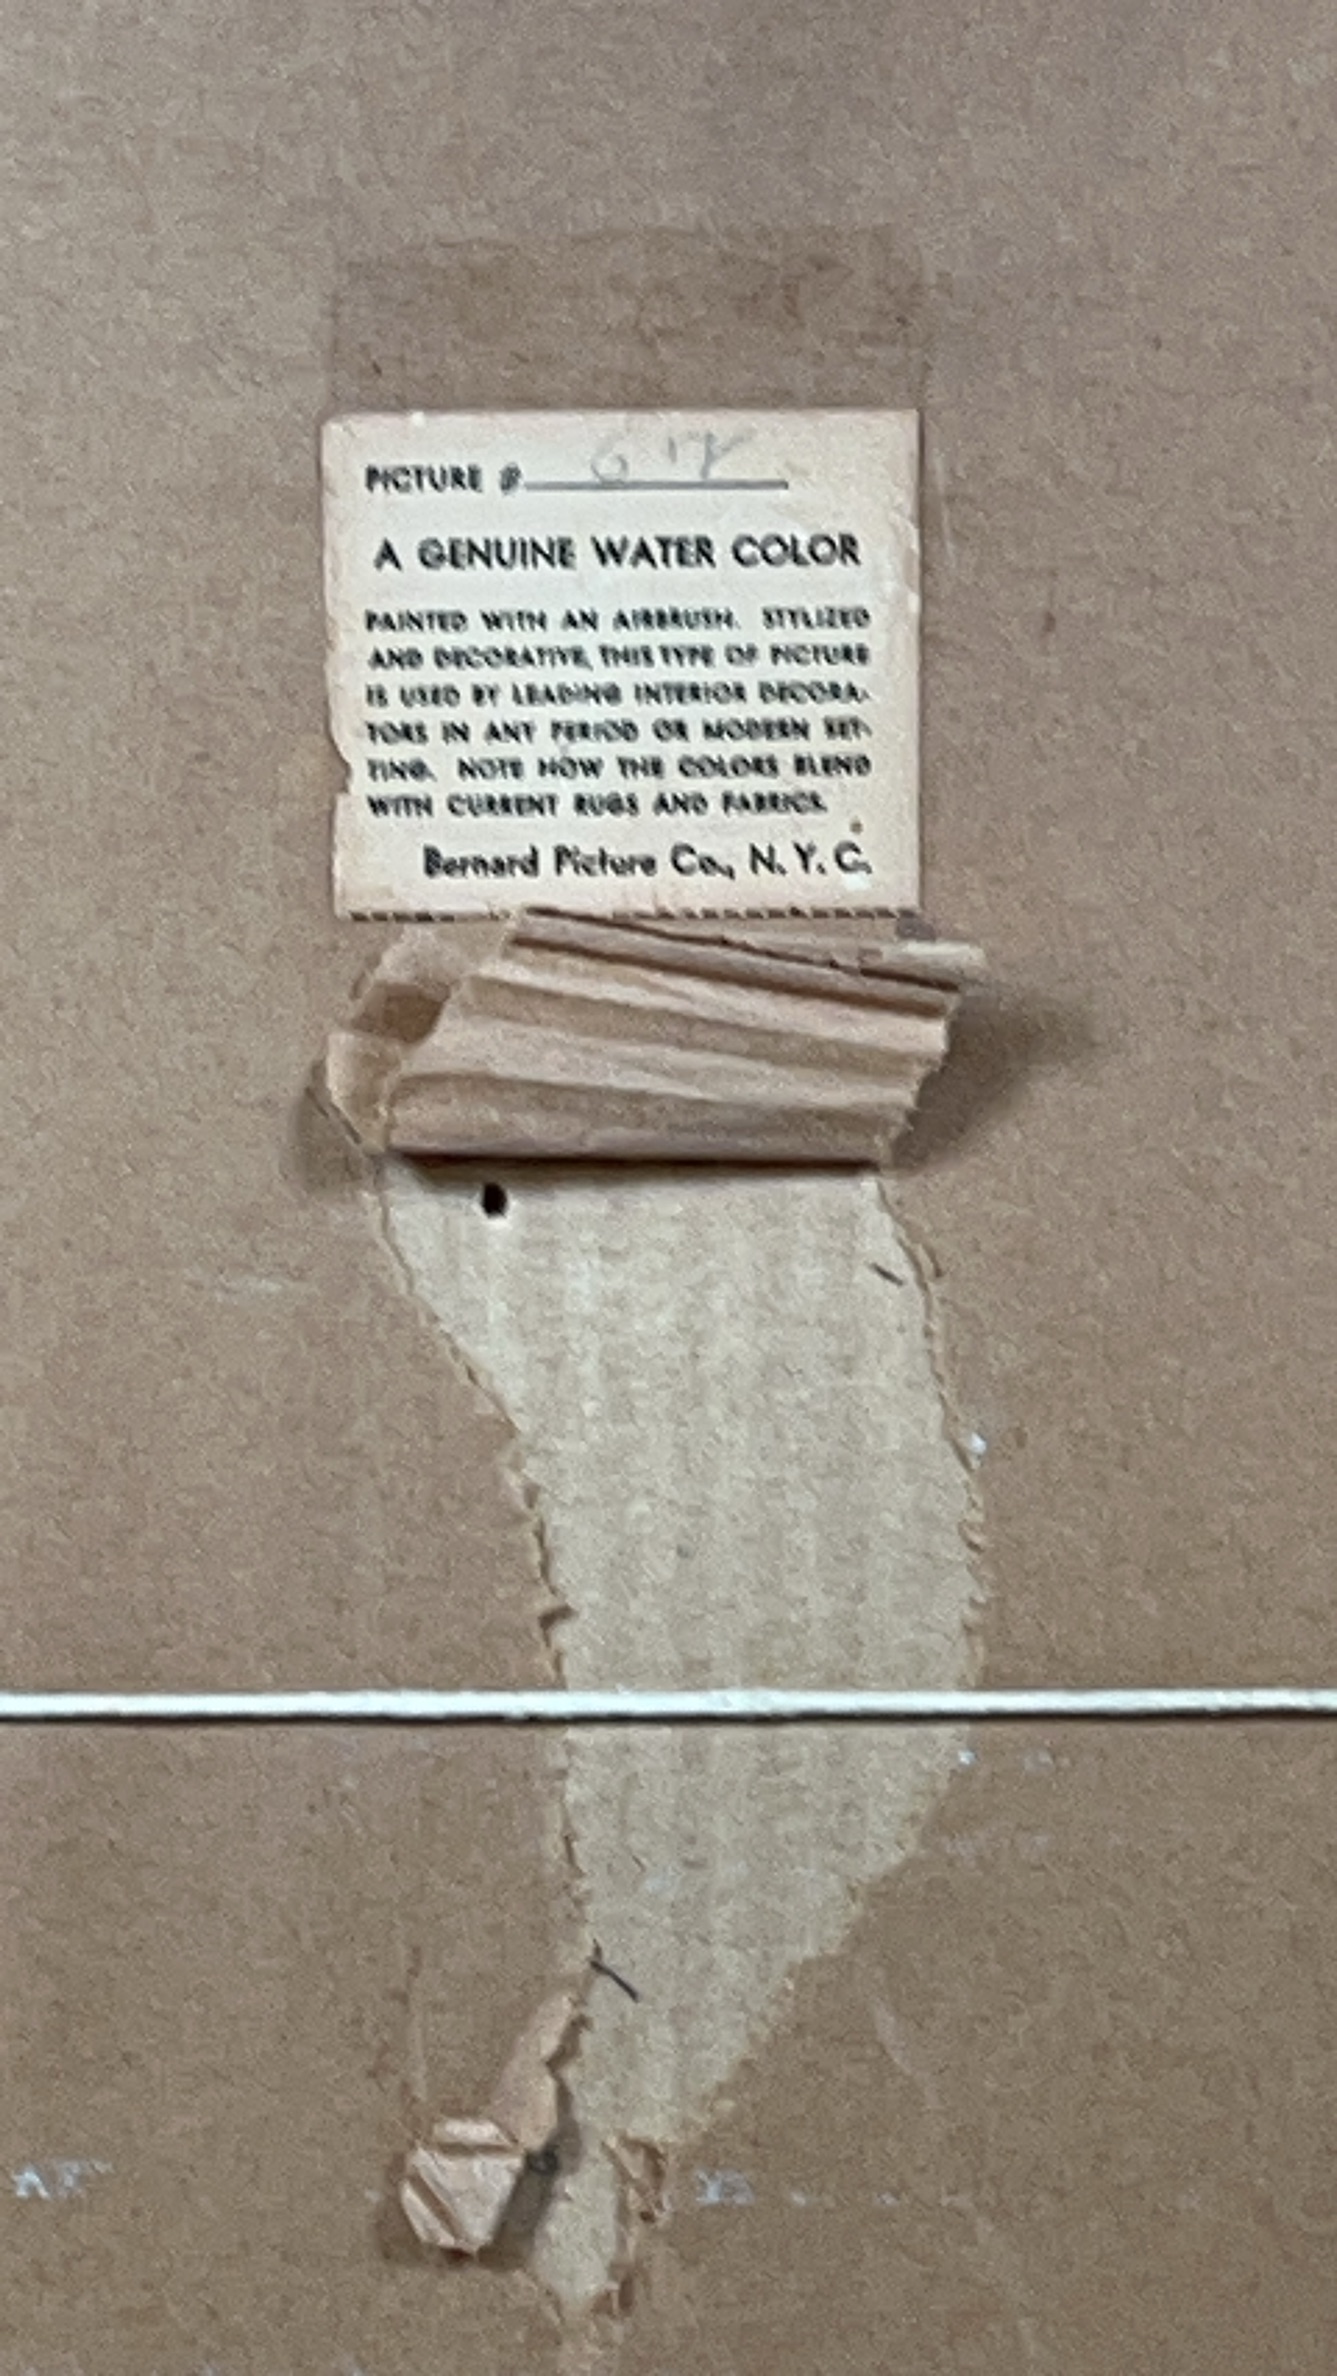 PICTURE #
A GENUINE WATER COLOR
PAINTED WITH AN AIRBRUSH. STYLIZED
AND DECORATIVE, THIS TYPE OF PICTURE
IS USED BY LEADING INTERIOR DECORA-
TORS IN ANY PERIOD OR MODERN SET-
TING. NOTE HOW THE COLORS BLEND
WITH CURRENT RUGS AND FABRICS.
Bernard Picture Co., N. Y. C.